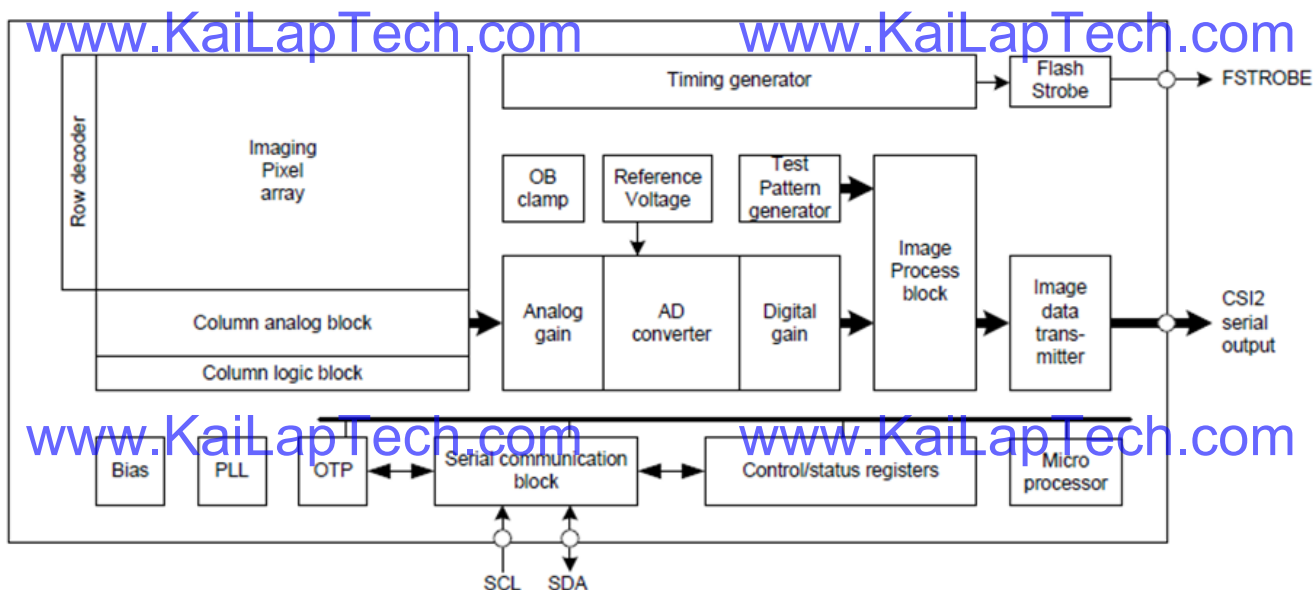 www.KaiLapTech.com
www.KaiLapTech.com
Timing generator
Flash
Strobe
FSTROBE
Row decoder
Imaging
Pixel
array
OB
clamp
Reference
Voltage
Test
Pattern
generator
Image
Process
block
Column analog block
Analog
gain
AD
converter
Digital
gain
Image
data
trans-
mitter
CSI2
serial
output
Column logic block
www.KaiLapTech.com
www.KaiLapTech.com
Bias
PLL
OTP
Serial communication
block
Control/status registers
Micro
processor
SCL
SDA